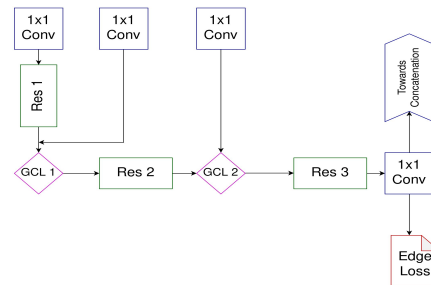 1x1
Conv
1x1
Conv
1x1
Conv
Res 1
Towards
Concatenation
GCL 1
Res 2
GCL 2
Res 3
1x1
Conv
Edge
Loss